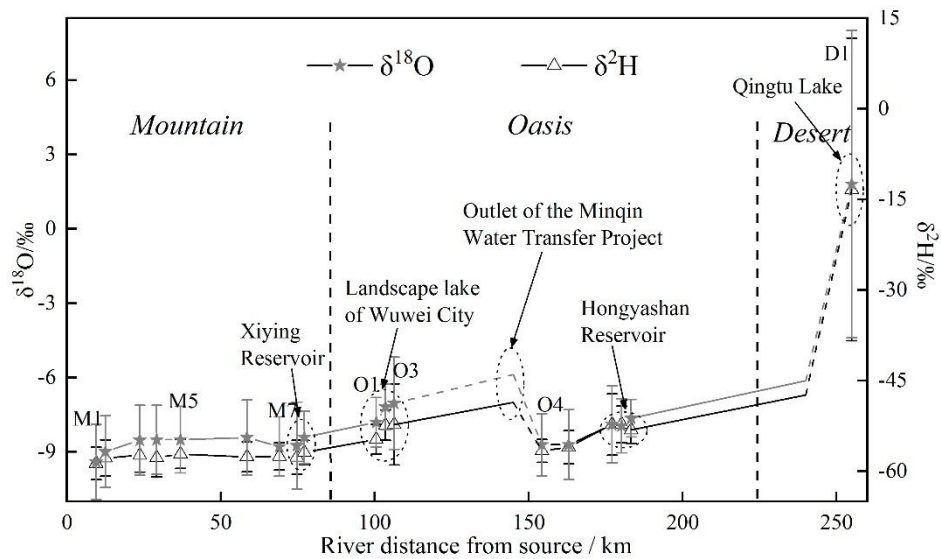 δ¹⁸O
δ²H
Mountain
Oasis
Desert
D1
Qingtu Lake
Outlet of the Minqin
Water Transfer Project
Landscape lake
of Wuwei City
Hongyashan
Reservoir
Xiying
Reservoir
M1
M5
M7
O1
O3
O4
δ¹⁸O/‰
6
3
0
-3
-6
-9
δ²H/‰
15
0
-15
-30
-45
-60
0
50
100
150
200
250
River distance from source / km